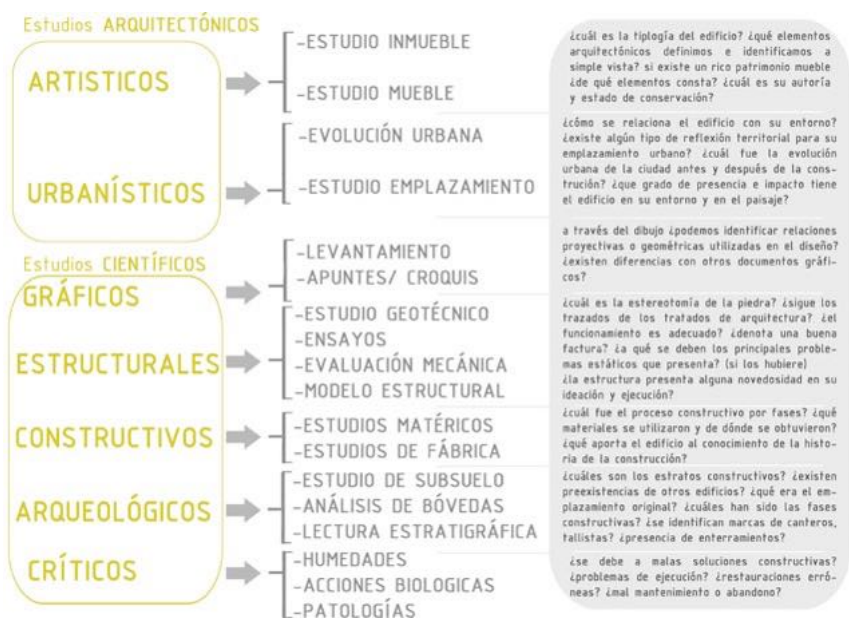 Estudios ARQUITECTÓNICOS
ARTISTICOS
-ESTUDIO INMUEBLE
-ESTUDIO MUEBLE
¿cuál es la tiplogía del edificio? ¿qué elementos
arquitectónicos definimos e identificamos a
simple vista? si existe un rico patrimonio mueble
¿de qué elementos consta? ¿cuál es su autoría
y estado de conservación?
URBANÍSTICOS
-EVOLUCIÓN URBANA
-ESTUDIO EMPLAZAMIENTO
¿cómo se relaciona el edificio con su entorno?
¿existe algún tipo de reflexión territorial para su
emplazamiento urbano? ¿cuál fue la evolución
urbana de la ciudad antes y después de la cons-
trución? ¿que grado de presencia e impacto tiene
el edificio en su entorno y en el paisaje?
Estudios CIENTÍFICOS
GRÁFICOS
-LEVANTAMIENTO
-APUNTES/ CROQUIS
a través del dibujo ¿podemos identificar relaciones
proyectivas o geométricas utilizadas en el diseño?
¿existen diferencias con otros documentos gráfi-
cos?
ESTRUCTURALES
-ESTUDIO GEOTÉCNICO
-ENSAYOS
-EVALUACIÓN MECÁNICA
-MODELO ESTRUCTURAL
¿cuál es la estereotomía de la piedra? ¿sigue los
trazados de los tratados de arquitectura? ¿el
funcionamiento es adecuado? ¿denota una buena
factura? ¿a qué se deben los principales proble-
mas estáticos que presenta? (si los hubiere)
¿la estructura presenta alguna novedosidad en su
ideación y ejecución?
CONSTRUCTIVOS
-ESTUDIOS MATÉRICOS
-ESTUDIOS DE FÁBRICA
¿cuál fue el proceso constructivo por fases? ¿qué
materiales se utilizaron y de dónde se obtuvieron?
¿qué aporta el edificio al conocimiento de la histo-
ria de la construcción?
ARQUEOLÓGICOS
-ESTUDIO DE SUBSUELO
-ANÁLISIS DE BÓVEDAS
-LECTURA ESTRATIGRÁFICA
¿cuáles son los estratos constructivos? ¿existen
preexistencias de otros edificios? ¿qué era el em-
plazamiento original? ¿cuáles han sido las fases
constructivas? ¿se identifican marcas de canteros,
tallistas? ¿presencia de enterramientos?
CRÍTICOS
-HUMEDADES
-ACCIONES BIOLOGICAS
-PATOLOGÍAS
¿se debe a malas soluciones constructivas?
¿problemas de ejecución? ¿restauraciones erró-
neas? ¿mal mantenimiento o abandono?